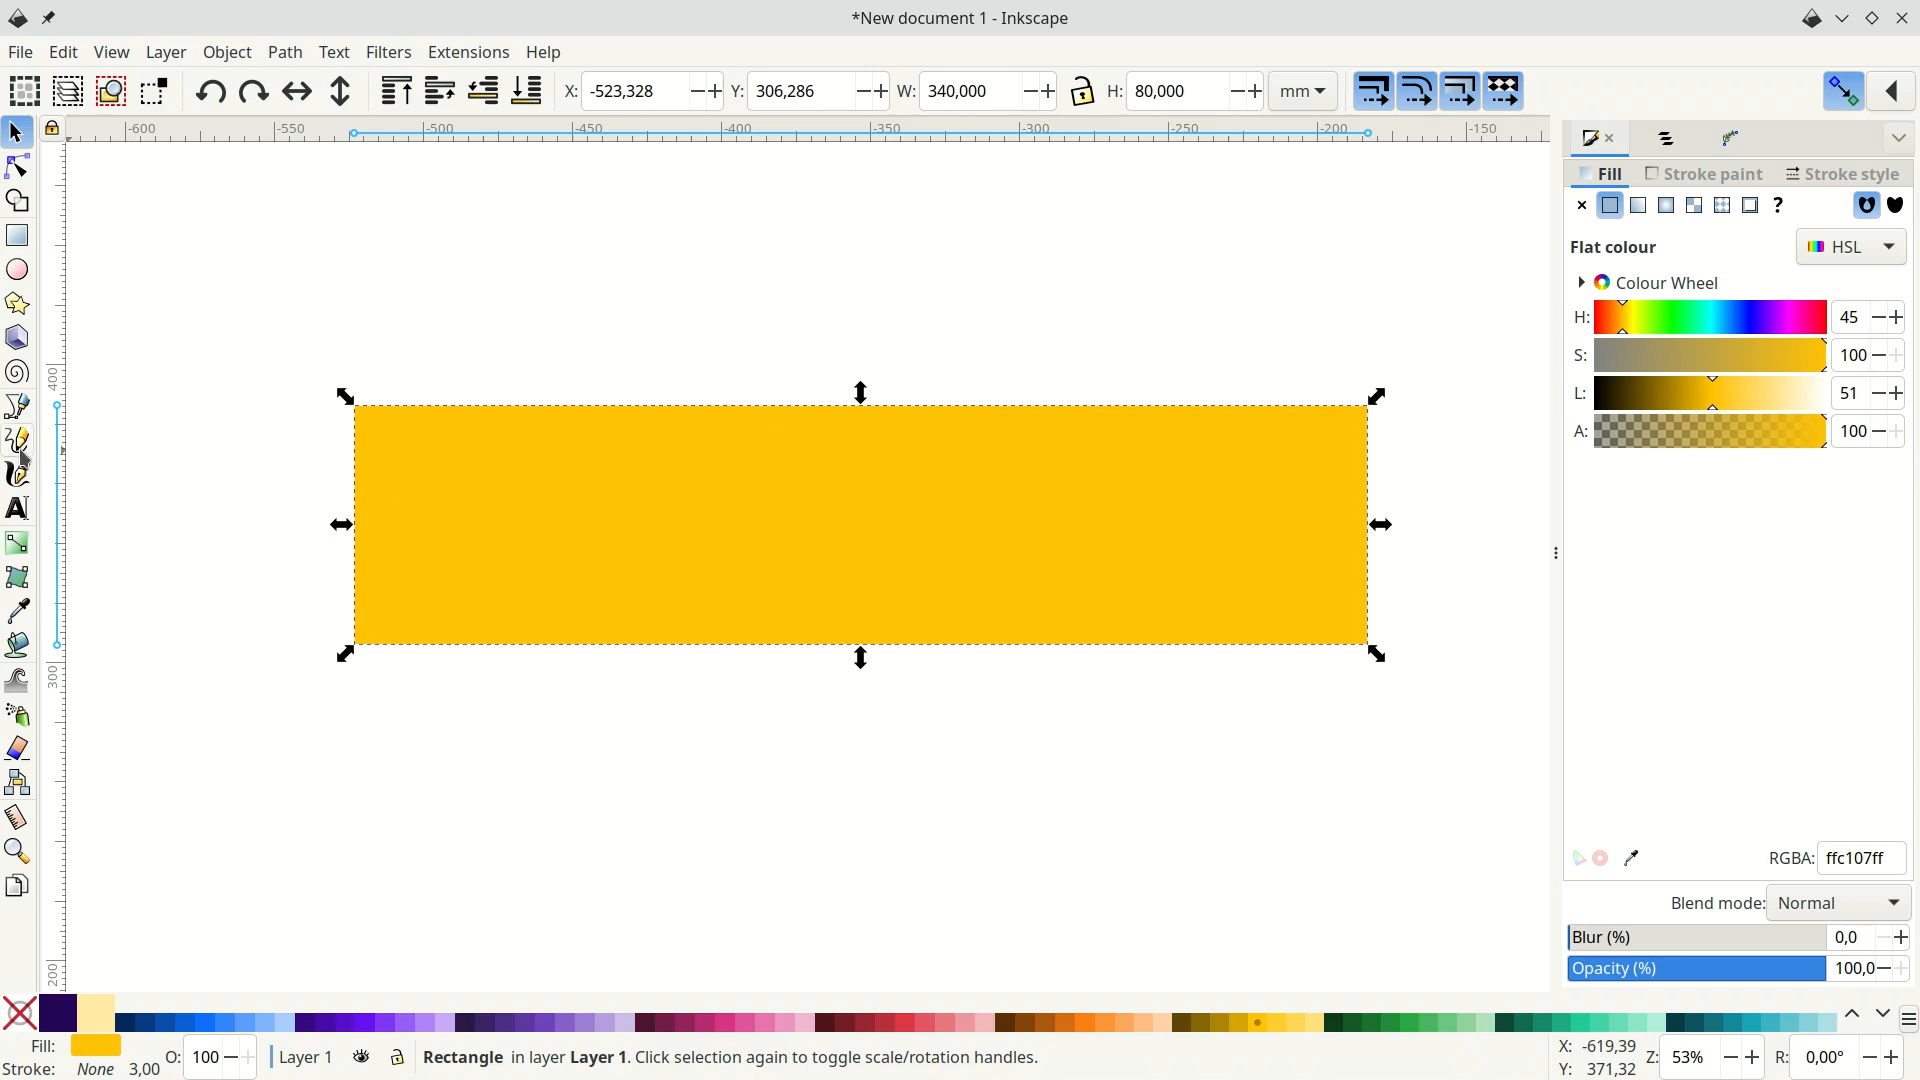 *New document 1 - Inkscape
File Edit View Layer Object Path Text Filters Extensions Help
X: -523,328 Y: 306,286 W: 340,000 H: 80,000 mm
-600 -550 -500 -450 -400 -350 -300 -250 -200 -150
Fill Stroke paint Stroke style
?
Flat colour HSL
Colour Wheel
H: 45
S: 100
L: 51
A: 100
400
300
200
RGBA: ffc107ff
Blend mode: Normal
Blur (%) 0,0
Opacity (%) 100,0
Fill:
Stroke: None 3,00
O: 100 Layer 1 Rectangle in layer Layer 1. Click selection again to toggle scale/rotation handles.
X: -619,39
Y: 371,32
Z: 53% R: 0,00°